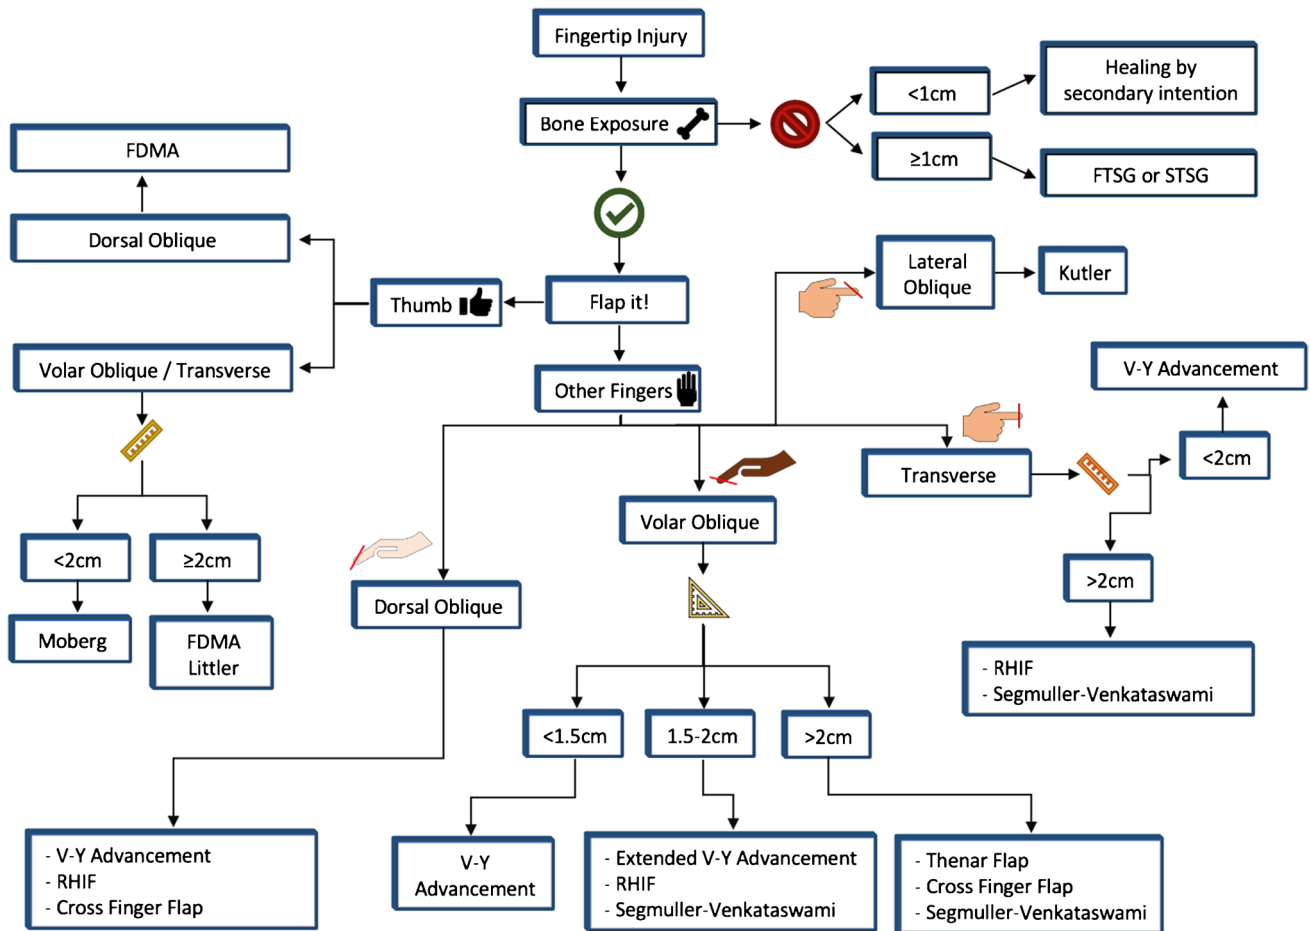 Fingertip Injury
Bone Exposure
<1cm
Healing by
secondary intention
≥1cm
FTSG or STSG
FDMA
Dorsal Oblique
Thumb
Flap it!
Lateral
Oblique
Kutler
Volar Oblique / Transverse
Other Fingers
V-Y Advancement
Transverse
<2cm
Volar Oblique
<2cm
≥2cm
>2cm
Dorsal Oblique
Moberg
FDMA
Littler
- RHIF
- Segmuller-Venkataswami
<1.5cm
1.5-2cm
>2cm
- V-Y Advancement
- RHIF
- Cross Finger Flap
V-Y
Advancement
- Extended V-Y Advancement
- RHIF
- Segmuller-Venkataswami
- Thenar Flap
- Cross Finger Flap
- Segmuller-Venkataswami